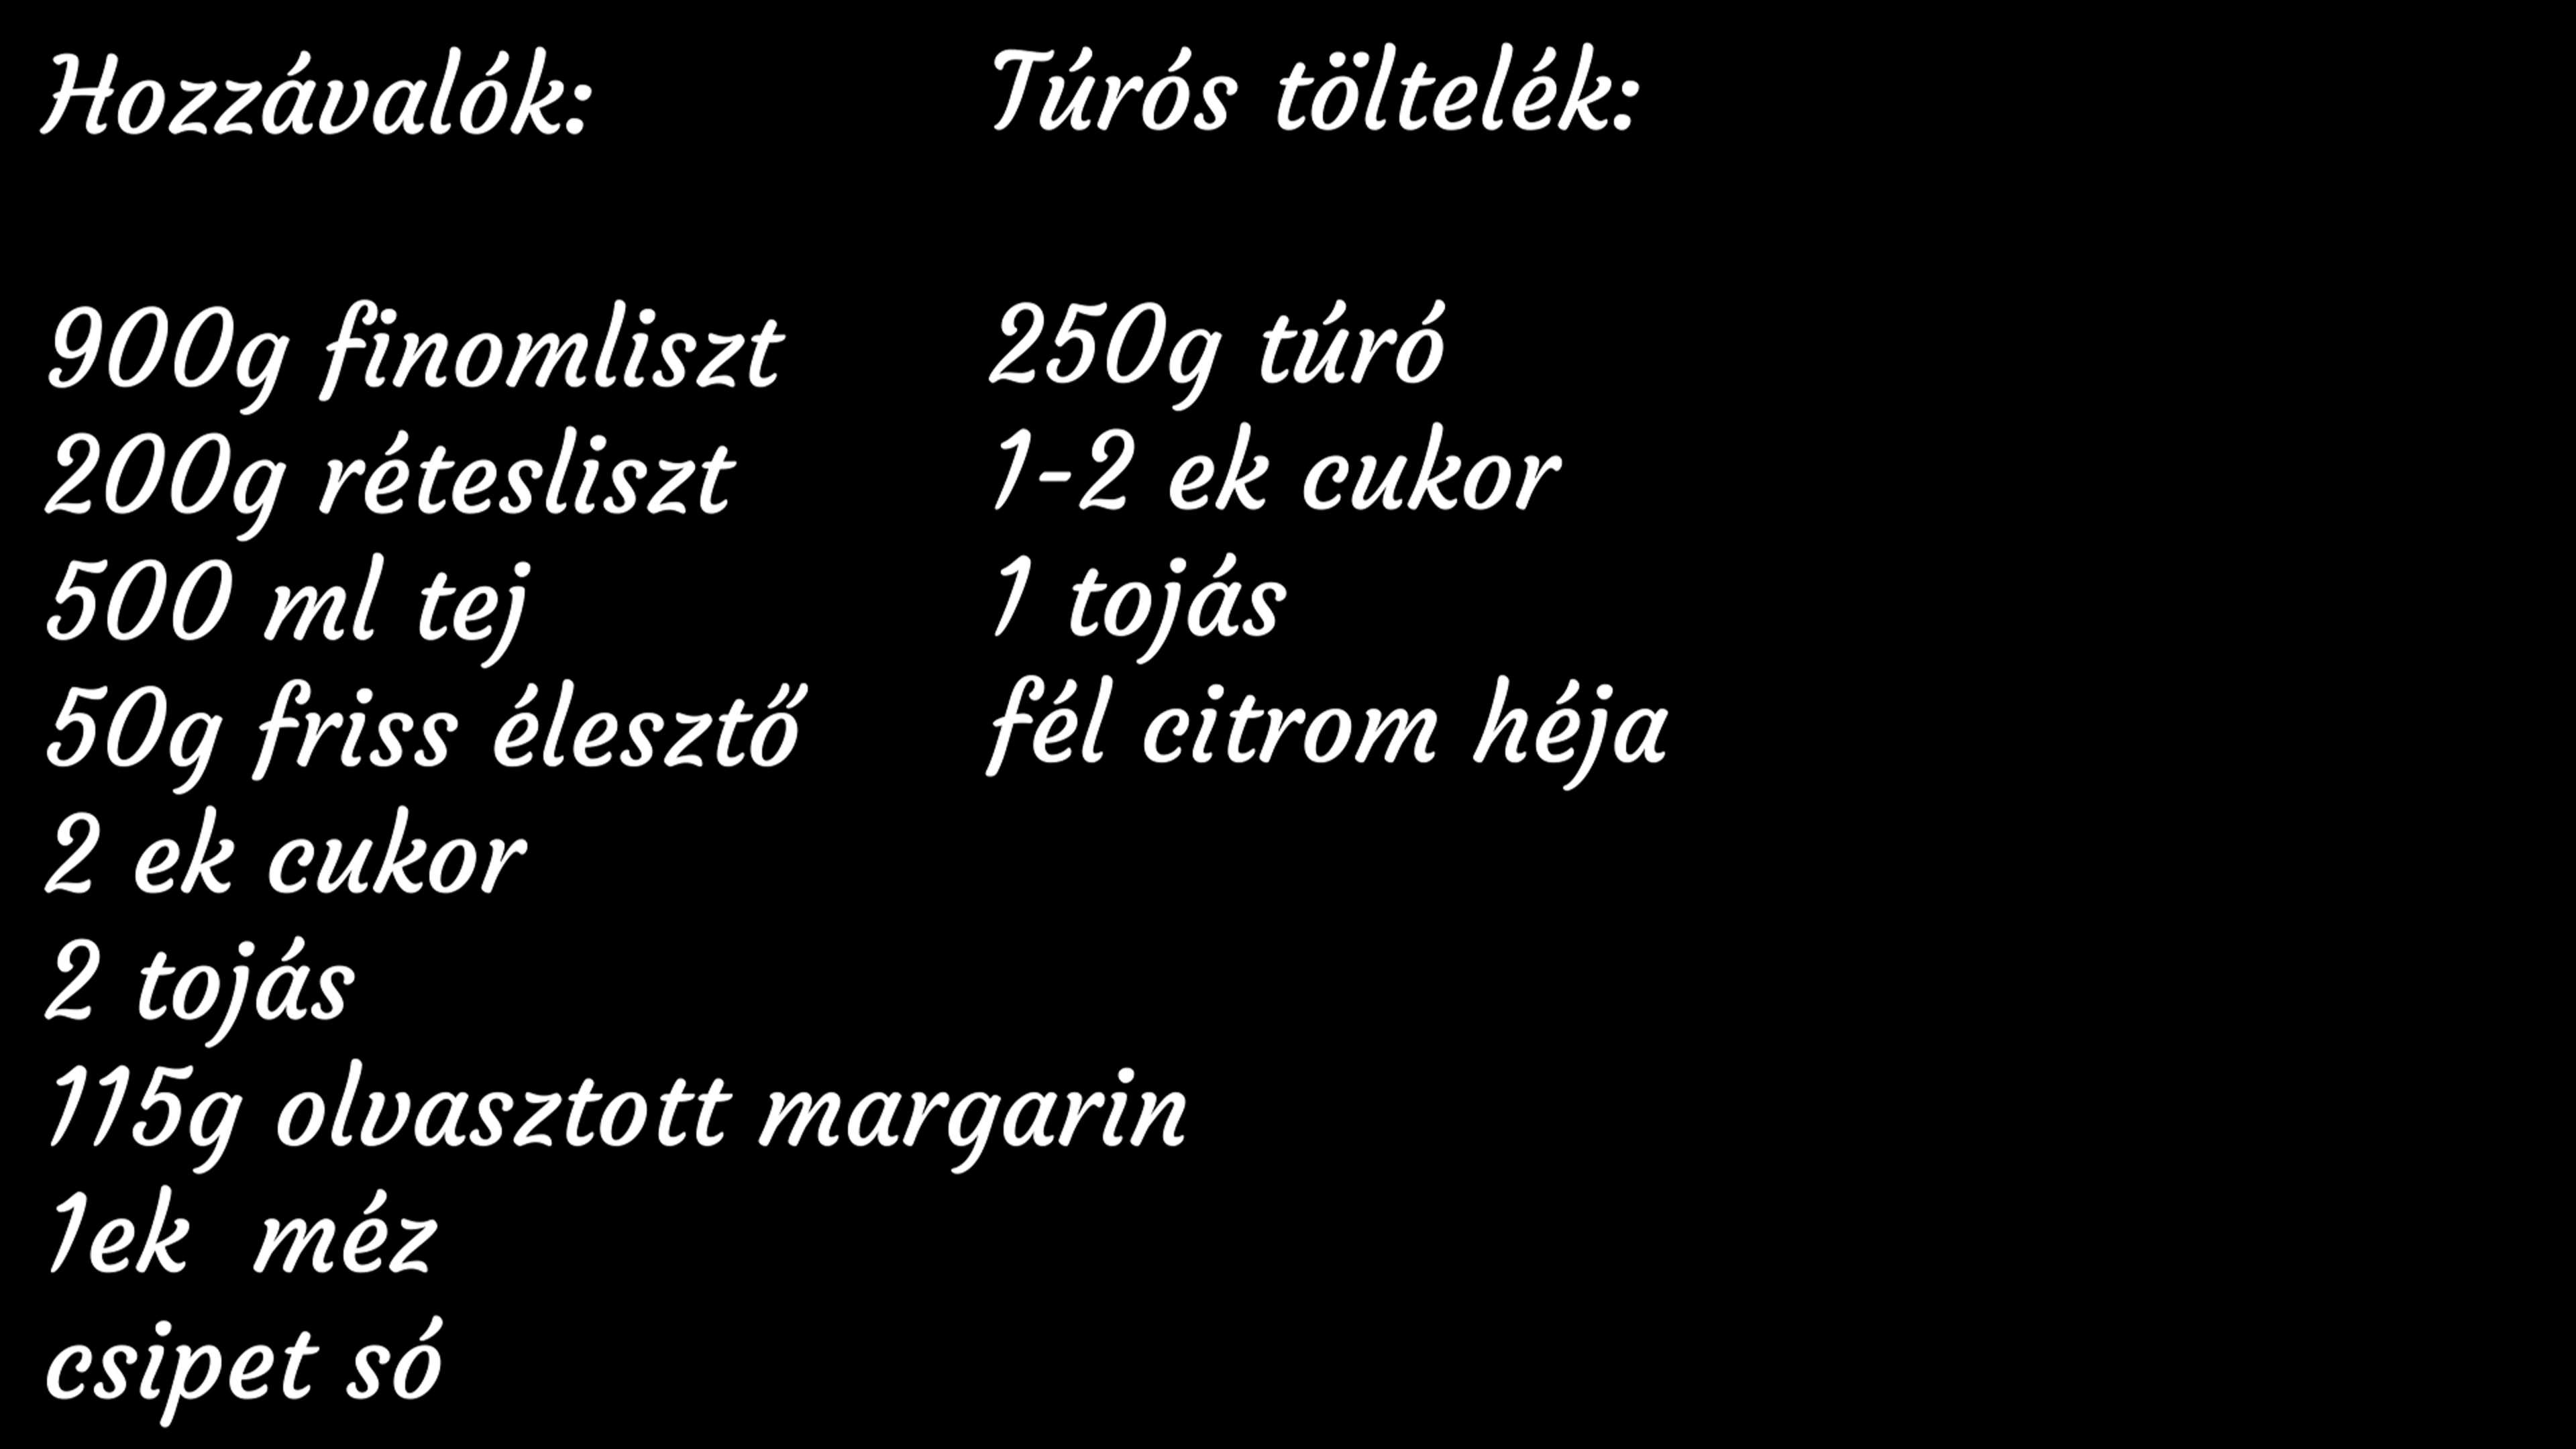 Hozzávalók:
900g finomliszt
200g rétesliszt
500 ml tej
50g friss élesztő
2 ek cukor
2 tojás
115g olvasztott margarin
1ek  méz
csipet só
Túrós töltelék:
250g túró
1-2 ek cukor
1 tojás
fél citrom héja